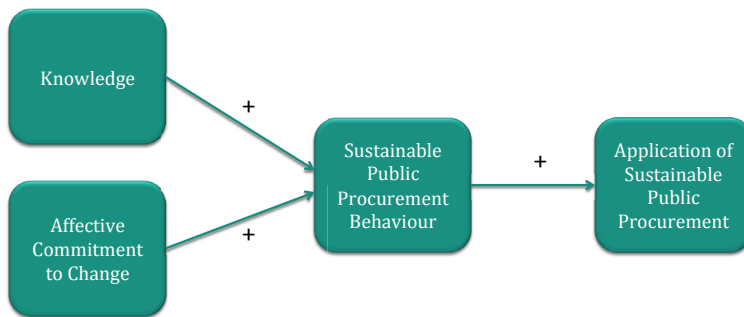 Knowledge
+
Affective
Commitment
to Change
+
Sustainable
Public
Procurement
Behaviour
+
Application of
Sustainable
Public
Procurement